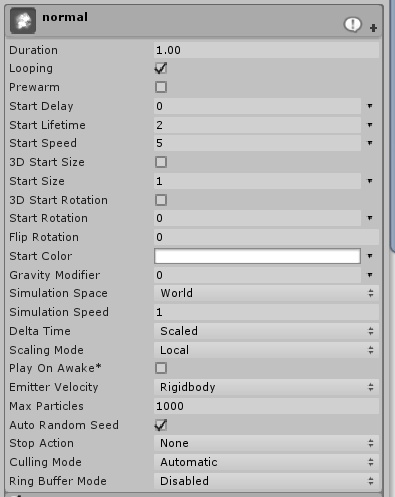 normal
Duration 1.00
Looping
Prewarm
Start Delay 0
Start Lifetime 2
Start Speed 5
3D Start Size
Start Size 1
3D Start Rotation
Start Rotation 0
Flip Rotation 0
Start Color
Gravity Modifier 0
Simulation Space World
Simulation Speed 1
Delta Time Scaled
Scaling Mode Local
Play On Awake*
Emitter Velocity Rigidbody
Max Particles 1000
Auto Random Seed
Stop Action None
Culling Mode Automatic
Ring Buffer Mode Disabled